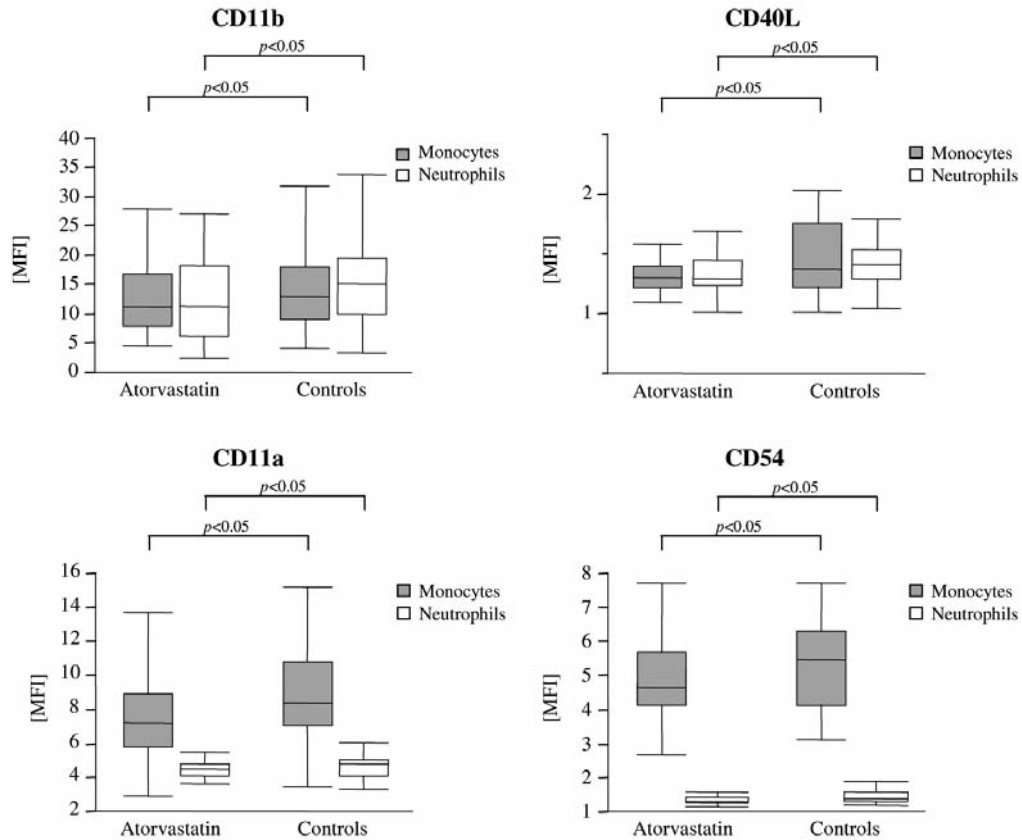 CD11b
p<0.05
p<0.05
[MFI]
40
35
30
25
20
15
10
5
0
Monocytes
Neutrophils
Atorvastatin Controls
CD40L
p<0.05
p<0.05
[MFI]
2
1
Monocytes
Neutrophils
Atorvastatin Controls
CD11a
p<0.05
p<0.05
[MFI]
16
14
12
10
8
6
4
2
Monocytes
Neutrophils
Atorvastatin Controls
CD54
p<0.05
p<0.05
[MFI]
8
7
6
5
4
3
2
1
Monocytes
Neutrophils
Atorvastatin Controls